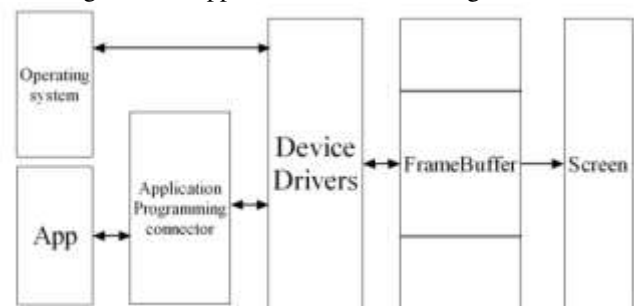 Operating
system
App
Application
Programming
connector
Device
Drivers
FrameBuffer
Screen